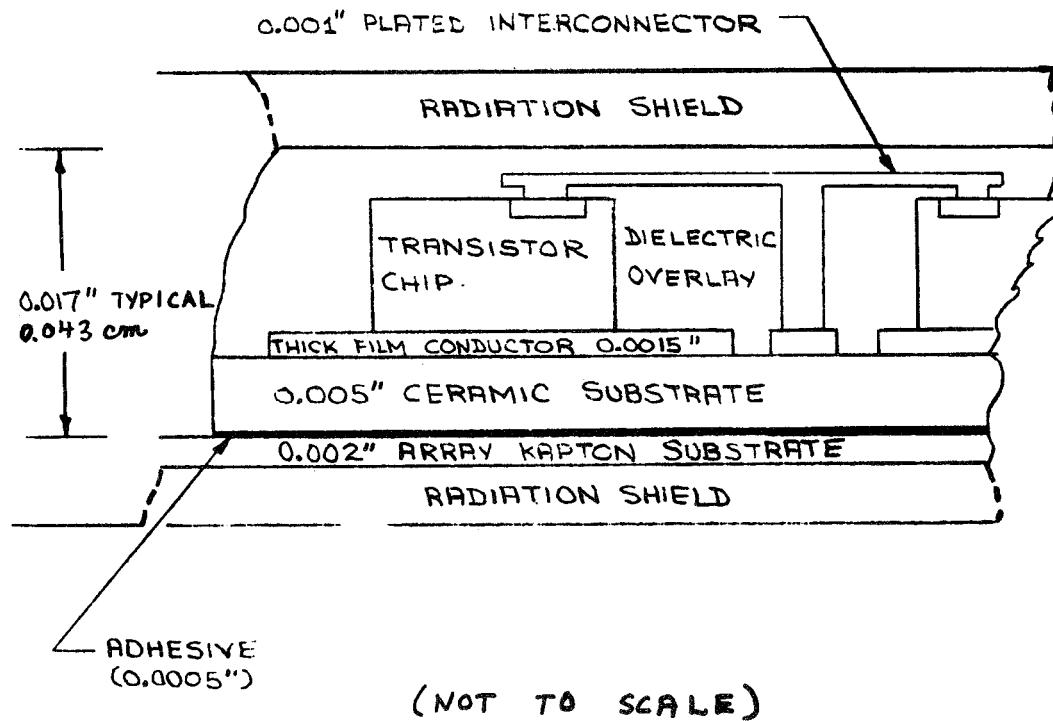 0.001" PLATED INTERCONNECTOR
RADIATION SHIELD
TRANSISTOR
CHIP.
DIELECTRIC
OVERLAY
0.017" TYPICAL
0.043 cm
THICK FILM CONDUCTOR 0.0015"
0.005" CERAMIC SUBSTRATE
0.002" ARRAY KAPTON SUBSTRATE
RADIATION SHIELD
ADHESIVE
(0.0005")
(NOT TO SCALE)